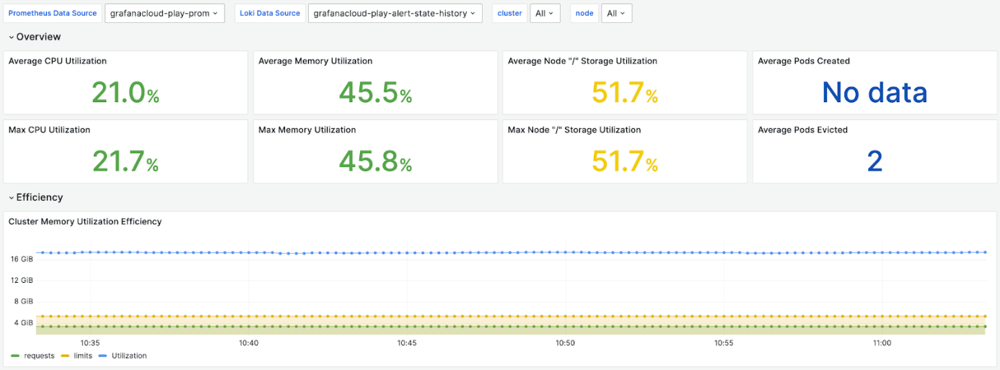 Prometheus Data Source grafanacloud-play-prom Loki Data Source grafanacloud-play-alert-state-history cluster All node All
Overview
Average CPU Utilization
21.0%
Average Memory Utilization
45.5%
Average Node "/" Storage Utilization
51.7%
Average Pods Created
No data
Max CPU Utilization
21.7%
Max Memory Utilization
45.8%
Max Node "/" Storage Utilization
51.7%
Average Pods Evicted
2
Efficiency
Cluster Memory Utilization Efficiency
16 GiB
12 GiB
8 GiB
4 GiB
10:35 10:40 10:45 10:50 10:55 11:00
requests limits Utilization